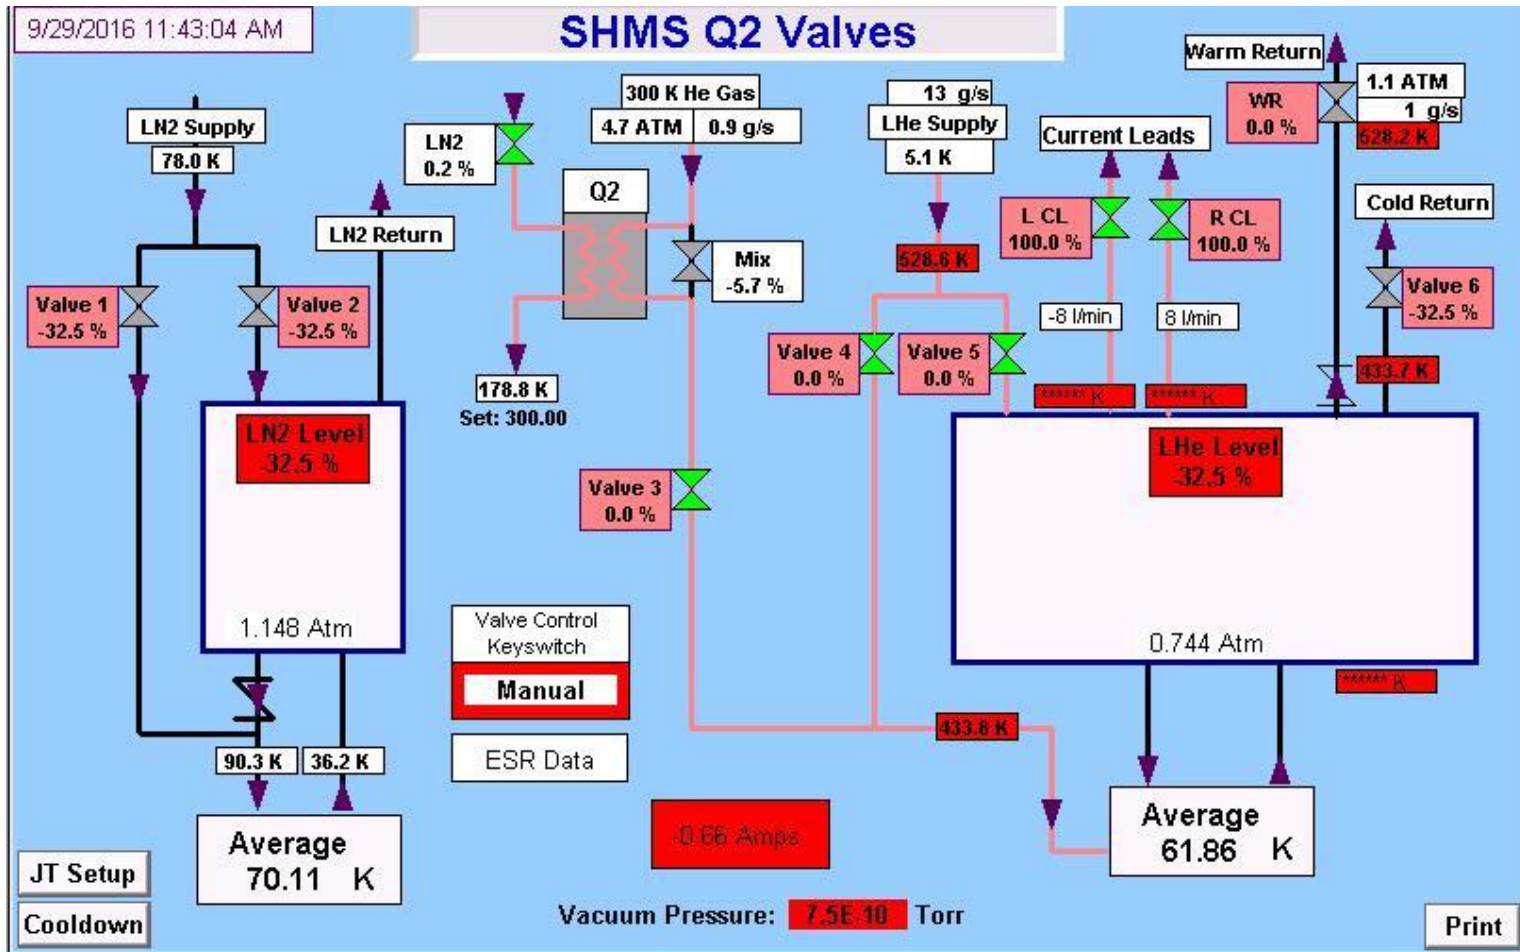 9/29/2016 11:43:04 AM
SHMS Q2 Valves
LN2 Supply
78.0 K
LN2 Return
Valve 1
-32.5 %
Valve 2
-32.5 %
LN2 Level
-32.5 %
1.148 Atm
90.3 K
36.2 K
Average
70.11 K
JT Setup
Cooldown
LN2
0.2 %
300 K He Gas
4.7 ATM
0.9 g/s
Q2
Mix
-5.7 %
178.8 K
Set: 300.00
Valve 3
0.0 %
Valve Control
Keyswitch
Manual
ESR Data
-0.66 Amps
Vacuum Pressure: 7.5E-10 Torr
13 g/s
LHe Supply
5.1 K
528.6 K
Valve 4
0.0 %
Valve 5
0.0 %
433.8 K
Current Leads
L CL
100.0 %
R CL
100.0 %
-8 l/min
8 l/min
****** K
****** K
Warm Return
WR
0.0 %
1.1 ATM
1 g/s
528.2 K
Cold Return
Valve 6
-32.5 %
433.7 K
LHe Level
-32.5 %
0.744 Atm
****** K
Average
61.86 K
Print